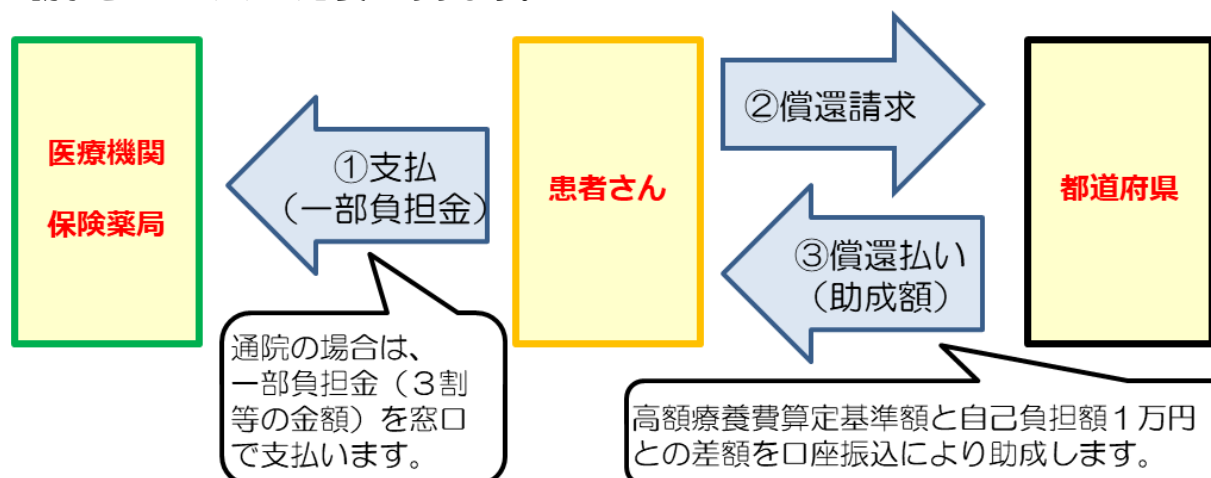 医療機関
保険薬局
①支払
（一部負担金）
患者さん
②償還請求
③償還払い
（助成額）
都道府県
通院の場合は、
一部負担金（３割
等の金額）を窓口
で支払います。
高額療養費算定基準額と自己負担額１万円
との差額を口座振込により助成します。